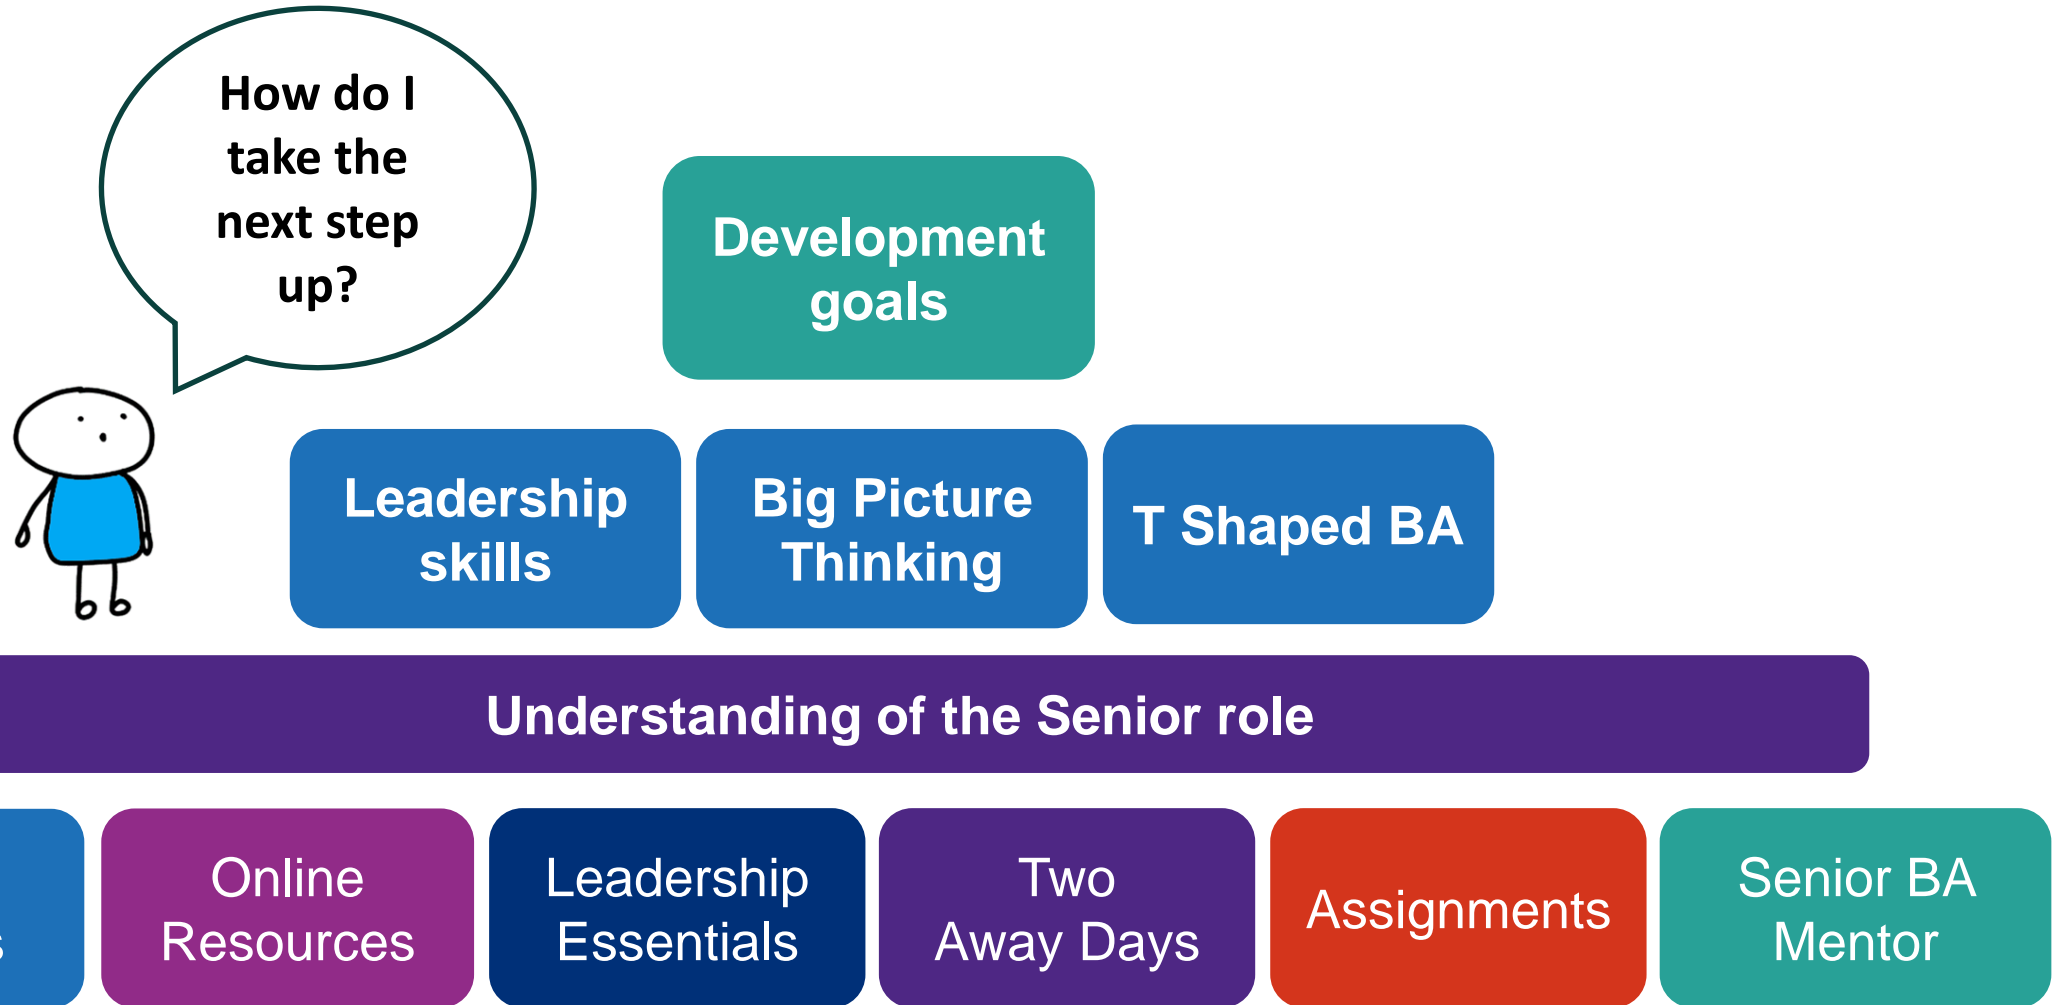 How do I
take the
next step
up?
Development
goals
Leadership
skills
Big Picture
Thinking
T Shaped BA
Understanding of the Senior role
Online
Resources
Leadership
Essentials
Two
Away Days
Assignments
Senior BA
Mentor